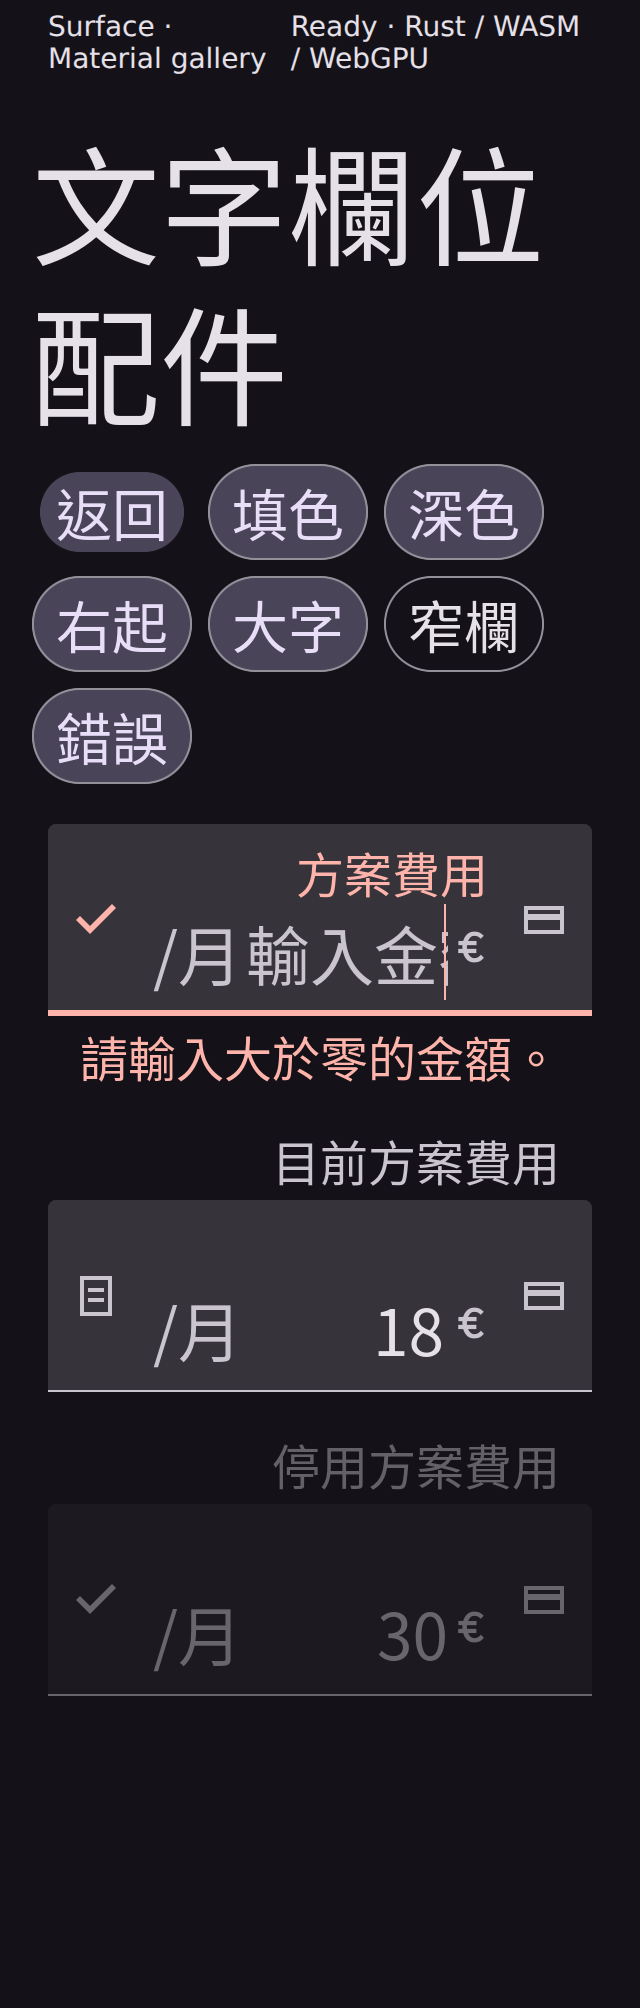 Surface ·
Material gallery
Ready · Rust / WASM
/ WebGPU
文字欄位
配件
返回
填色
深色
右起
大字
窄欄
錯誤
方案費用
/月 輸入金 €
請輸入大於零的金額。
目前方案費用
/月 18 €
停用方案費用
/月 30 €